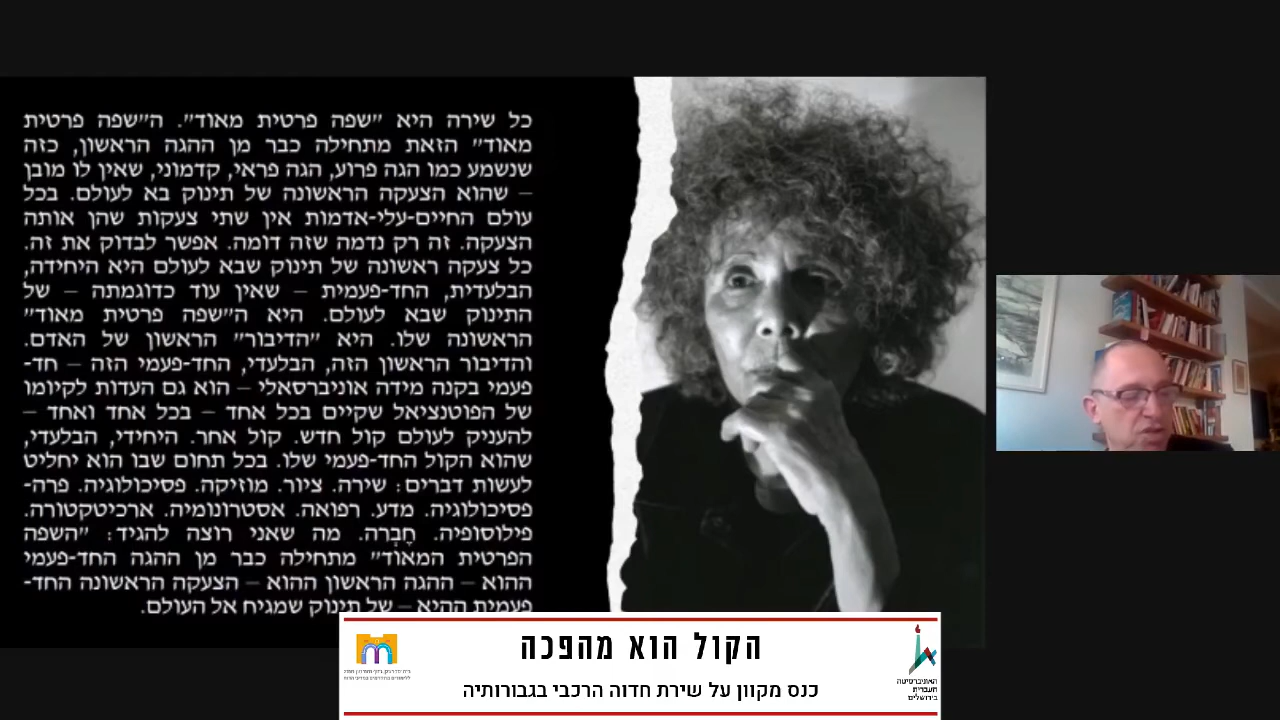 כל שירה היא ״שפה פרטית מאוד״. ה״שפה פרטית
מאוד״ הזאת מתחילה כבר מן ההגה הראשון, כזה
שנשמע כמו הגה פרוע, הגה פראי, קדמוני, שאין לו מובן
– שהוא הצעקה הראשונה של תינוק בא לעולם. בכל
עולם החיים-עלי-אדמות אין שתי צעקות שהן אותה
הצעקה. זה רק נדמה שזה דומה. אפשר לבדוק את זה.
כל צעקה ראשונה של תינוק שבא לעולם היא היחידה,
הבלעדית, החד-פעמית – שאין עוד כדוגמתה – של
התינוק שבא לעולם. היא ה״שפה פרטית מאוד״
הראשונה שלו. היא ״הדיבור״ הראשון של האדם.
והדיבור הראשון הזה, הבלעדי, החד-פעמי הזה – חד-
פעמי בקנה מידה אוניברסאלי – הוא גם העדות לקיומו
של הפוטנציאל שקיים בכל אחד – בכל אחד ואחד –
להעניק לעולם קול חדש. קול אחר. היחידי, הבלעדי,
שהוא הקול החד-פעמי שלו. בכל תחום שבו הוא יחליט
לעשות דברים: שירה. ציור. מוזיקה. פסיכולוגיה. פרה-
פסיכולוגיה. מדע. רפואה. אסטרונומיה. ארכיטקטורה.
פילוסופיה. חֶבְרה. מה שאני רוצה להגיד: ״השפה
הפרטית המאוד״ מתחילה כבר מן ההגה החד-פעמי
ההוא – ההגה הראשון ההוא – הצעקה הראשונה החד-
פעמית ההיא – של תינוק שמגיח אל העולם.
הקול הוא מהפכה
כנס מקוון על שירת חדוה הרכבי בגבורותיה
האוניברסיטה
העברית
בירושלים